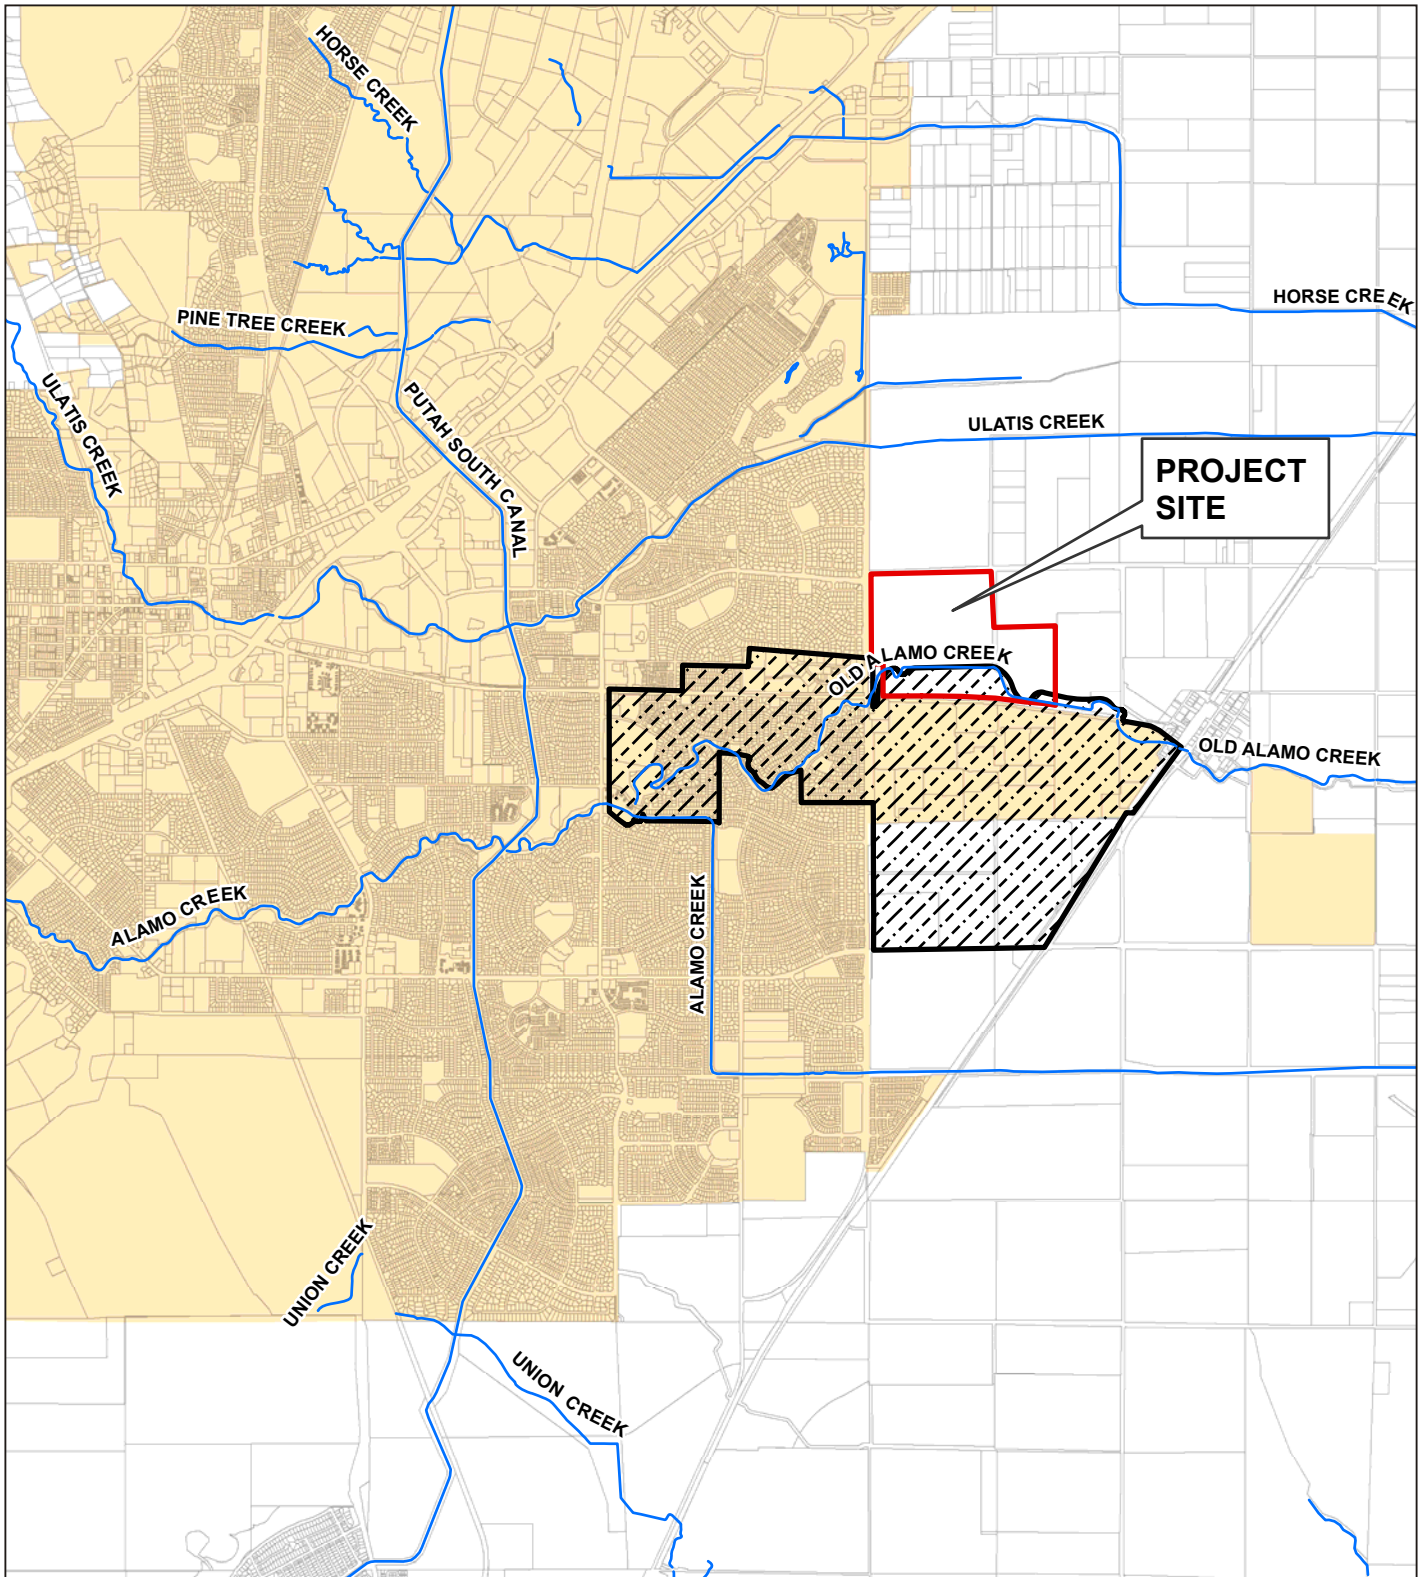 HORSE CREEK
HORSE CREEK
PINE TREE CREEK
ULATIS CREEK
PUTAH SOUTH CANAL
ULATIS CREEK
PROJECT
SITE
OLD ALAMO CREEK
OLD ALAMO CREEK
ALAMO CREEK
ALAMO CREEK
UNION CREEK
UNION CREEK